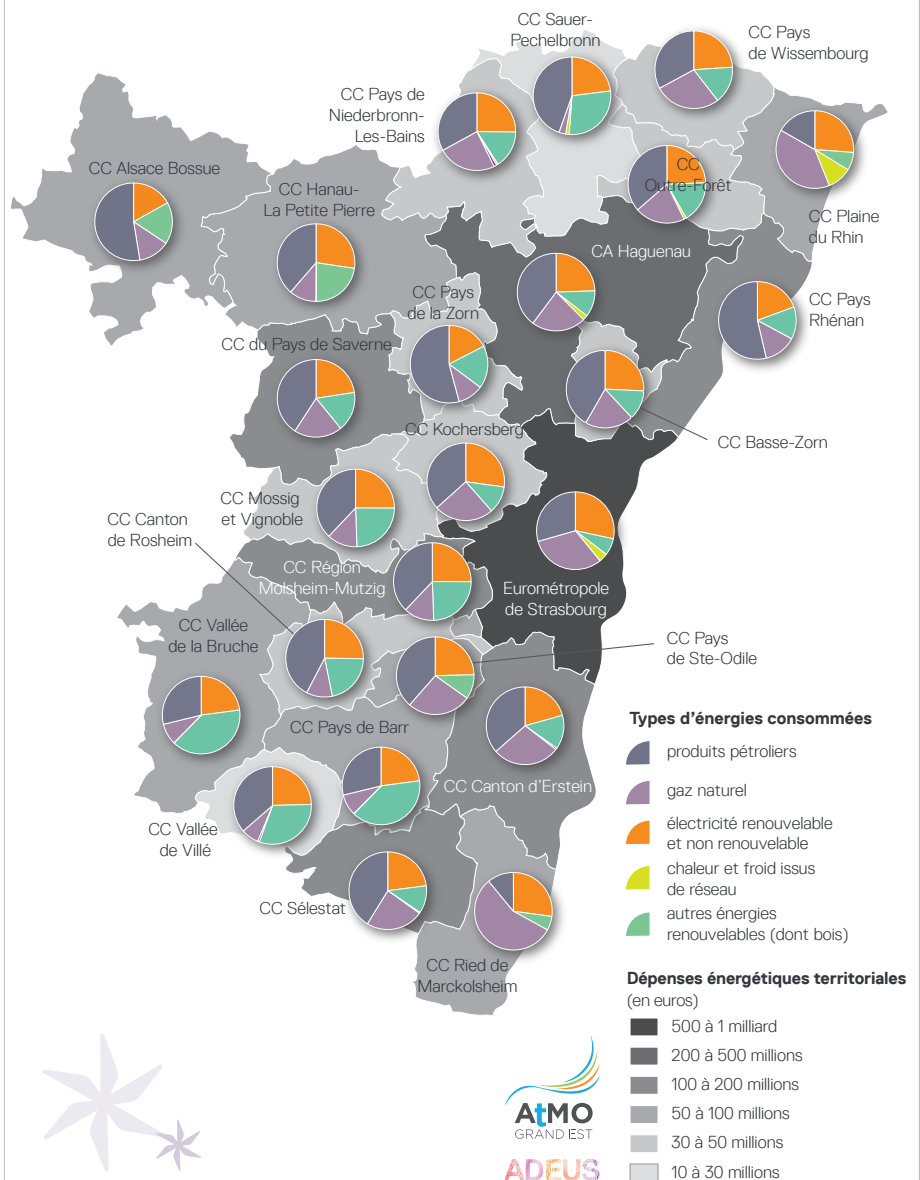 CC Sauer-
Pechelbronn
CC Pays
de Wissembourg
CC Pays de
Niederbronn-
Les-Bains
CC Alsace Bossue
CC Hanau-
La Petite Pierre
CC
Outre-Forêt
CC Plaine
du Rhin
CA Haguenau
CC Pays
de la Zorn
CC Pays
Rhénan
CC du Pays de Saverne
CC Kochersberg
CC Basse-Zorn
CC Mossig
et Vignoble
CC Canton
de Rosheim
CC Région
Molsheim-Mutzig
Eurométropole
de Strasbourg
CC Vallée
de la Bruche
CC Pays
de Ste-Odile
CC Pays de Barr
CC Canton d'Erstein
CC Vallée
de Villé
CC Sélestat
CC Ried de
Marckolsheim
Types d'énergies consommées
produits pétroliers
gaz naturel
électricité renouvelable
et non renouvelable
chaleur et froid issus
de réseau
autres énergies
renouvelables (dont bois)
Dépenses énergétiques territoriales
(en euros)
500 à 1 milliard
200 à 500 millions
100 à 200 millions
50 à 100 millions
30 à 50 millions
10 à 30 millions
AtMO
GRAND EST
ADEUS